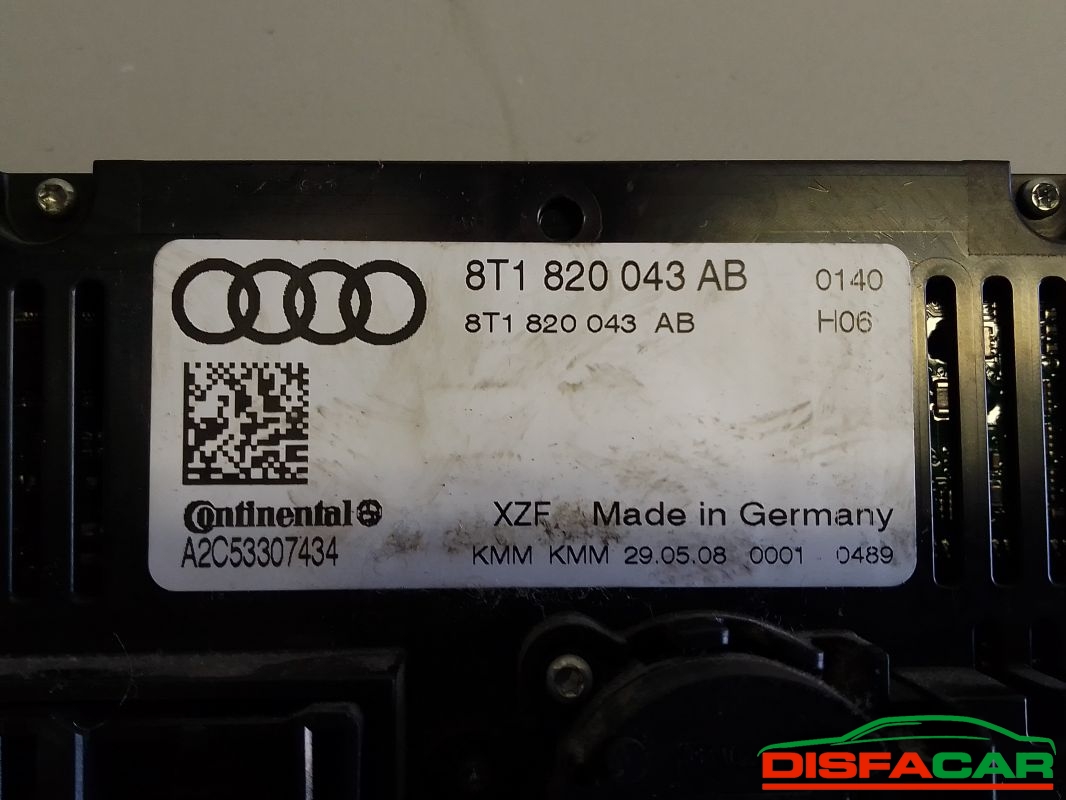 8T1 820 043 AB 0140
8T1 820 043 AB H06
Continental
A2C53307434
XZF Made in Germany
KMM KMM 29.05.08 0001 0489
DISFACAR